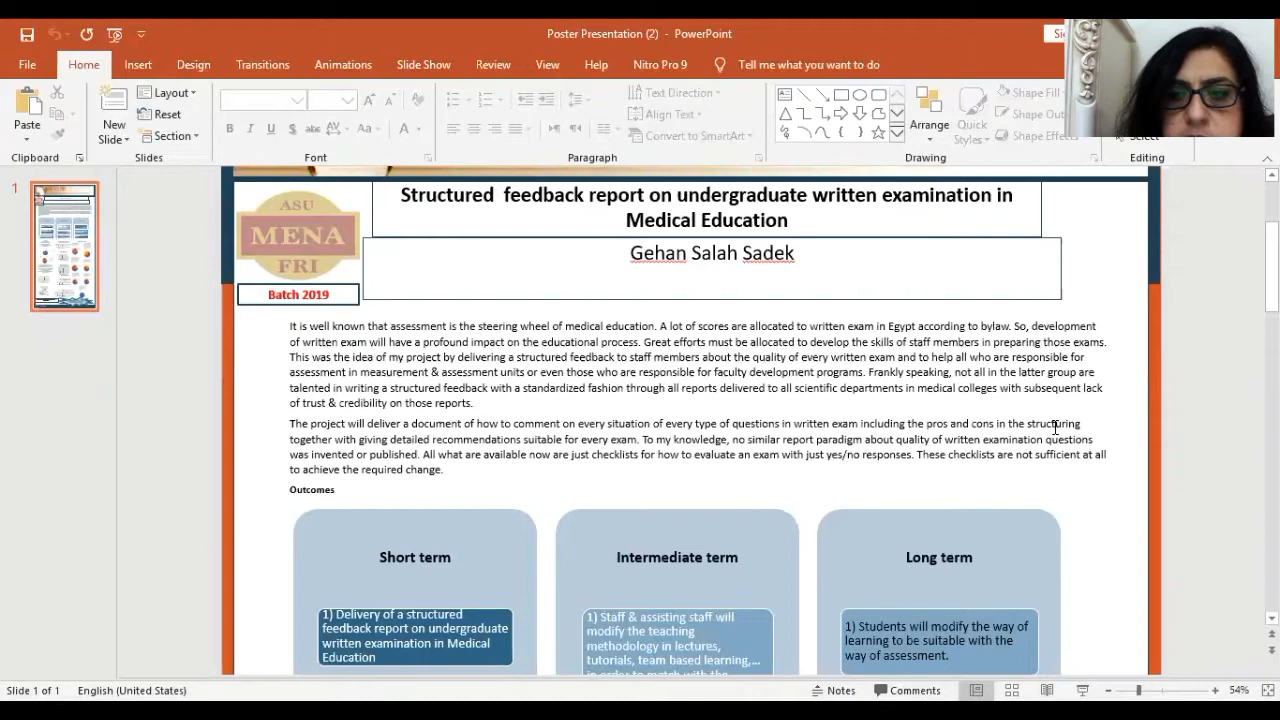 Poster Presentation (2) - PowerPoint
File Home Insert Design Transitions Animations Slide Show Review View Help Nitro Pro 9 Tell me what you want to do
Paste
New Slide
Layout
Reset
Section
B I U S abc AV Aa A
Text Direction
Align Text
Convert to SmartArt
Arrange
Quick Styles
Shape Fill
Shape Outline
Shape Effects
Select
Clipboard Slides Font Paragraph Drawing Editing
1
ASU
MENA
FRI
Batch 2019
Structured feedback report on undergraduate written examination in
Medical Education
Gehan Salah Sadek
It is well known that assessment is the steering wheel of medical education. A lot of scores are allocated to written exam in Egypt according to bylaw. So, development
of written exam will have a profound impact on the educational process. Great efforts must be allocated to develop the skills of staff members in preparing those exams.
This was the idea of my project by delivering a structured feedback to staff members about the quality of every written exam and to help all who are responsible for
assessment in measurement & assessment units or even those who are responsible for faculty development programs. Frankly speaking, not all in the latter group are
talented in writing a structured feedback with a standardized fashion through all reports delivered to all scientific departments in medical colleges with subsequent lack
of trust & credibility on those reports.
The project will deliver a document of how to comment on every situation of every type of questions in written exam including the pros and cons in the structuring
together with giving detailed recommendations suitable for every exam. To my knowledge, no similar report paradigm about quality of written examination questions
was invented or published. All what are available now are just checklists for how to evaluate an exam with just yes/no responses. These checklists are not sufficient at all
to achieve the required change.
Outcomes
Short term
1) Delivery of a structured
feedback report on undergraduate
written examination in Medical
Education
Intermediate term
1) Staff & assisting staff will
modify the teaching
methodology in lectures,
tutorials, team based learning,...
in order to match with the
Long term
1) Students will modify the way of
learning to be suitable with the
way of assessment.
Slide 1 of 1 English (United States) Notes Comments 54%